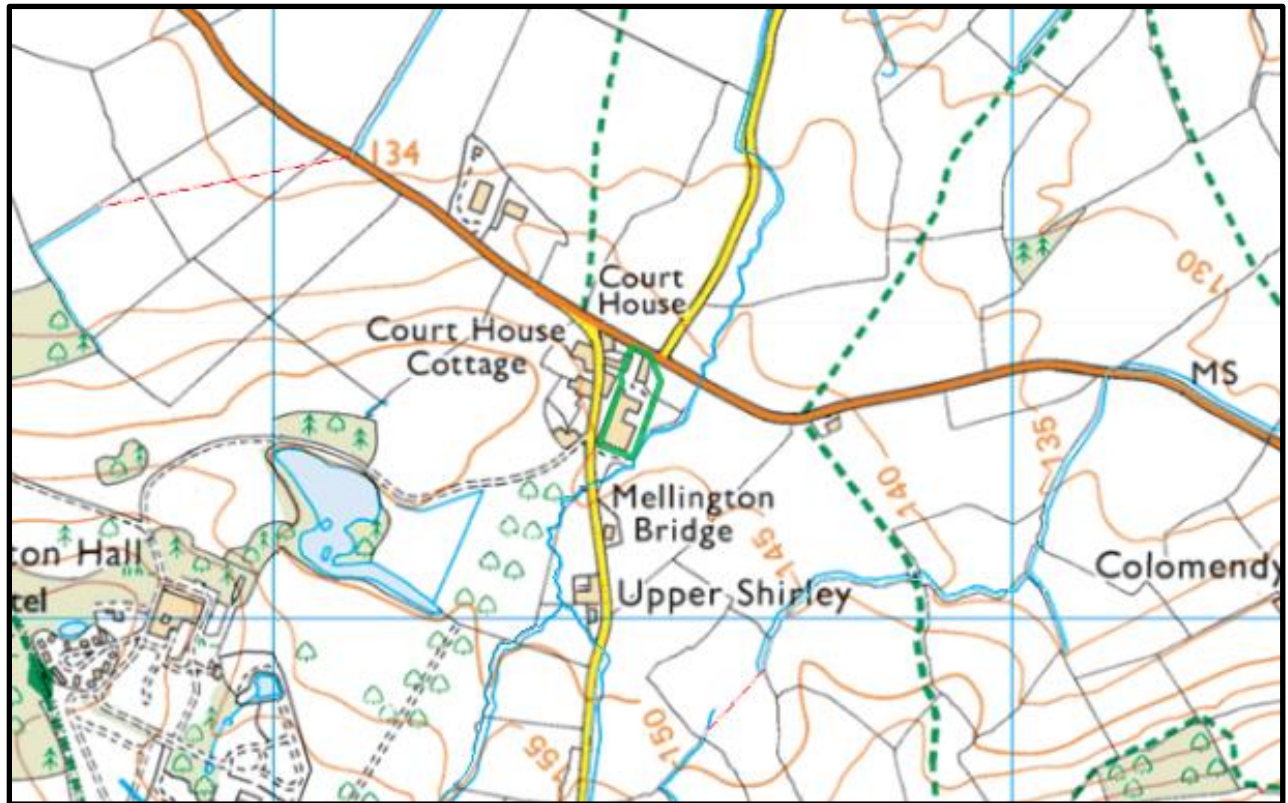 134
Court
House
Court House
Cottage
130
MS
135
140
Mellington
Bridge
145
ton Hall
tel
Colomendy
Upper Shirley
150
155